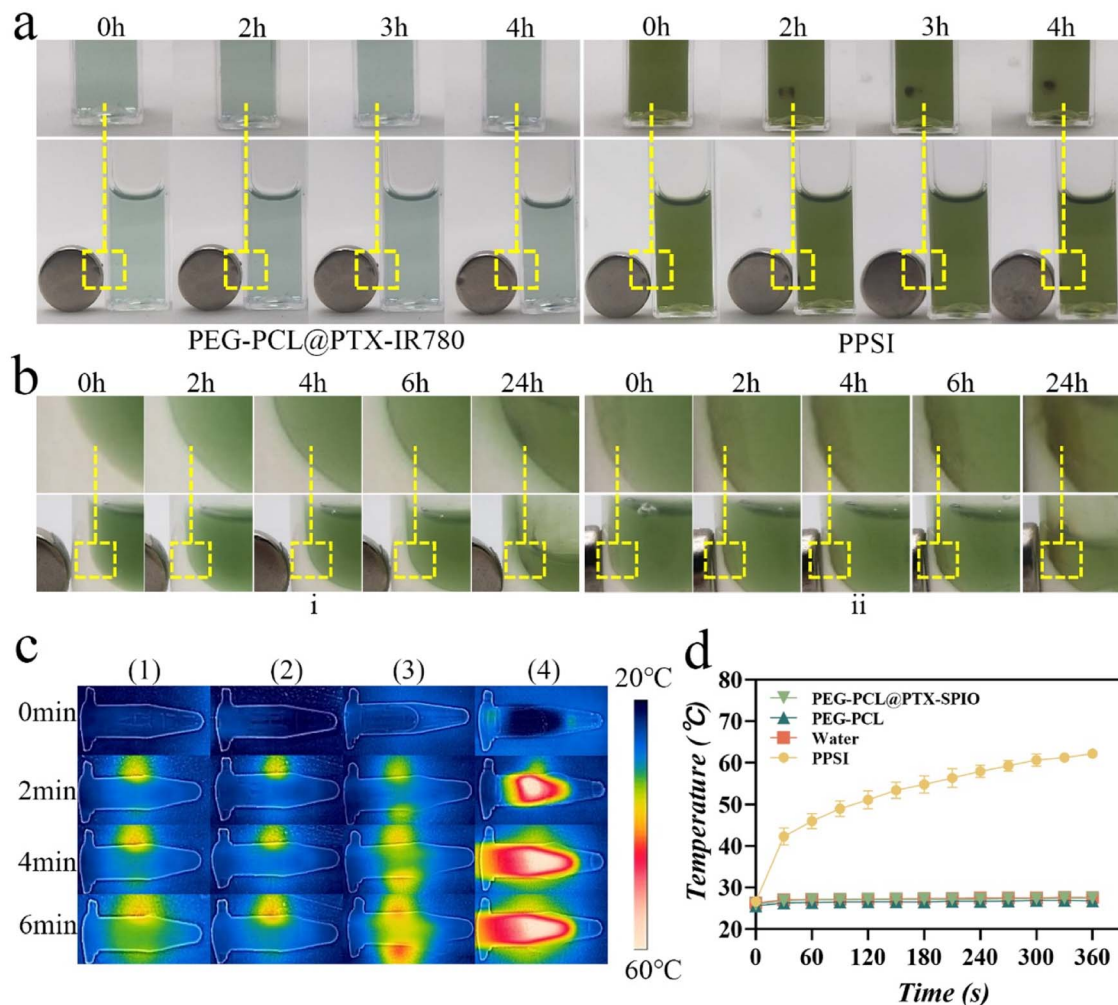 a
0h 2h 3h 4h 0h 2h 3h 4h
PEG-PCL@PTX-IR780 PPSI
b
0h 2h 4h 6h 24h 0h 2h 4h 6h 24h
i ii
c
(1) (2) (3) (4)
0min
2min
4min
6min
20℃
60℃
d
80
70
60
50
40
30
20
Temperature (℃)
PEG-PCL@PTX-SPIO
PEG-PCL
Water
PPSI
0 60 120 180 240 300 360
Time (s)